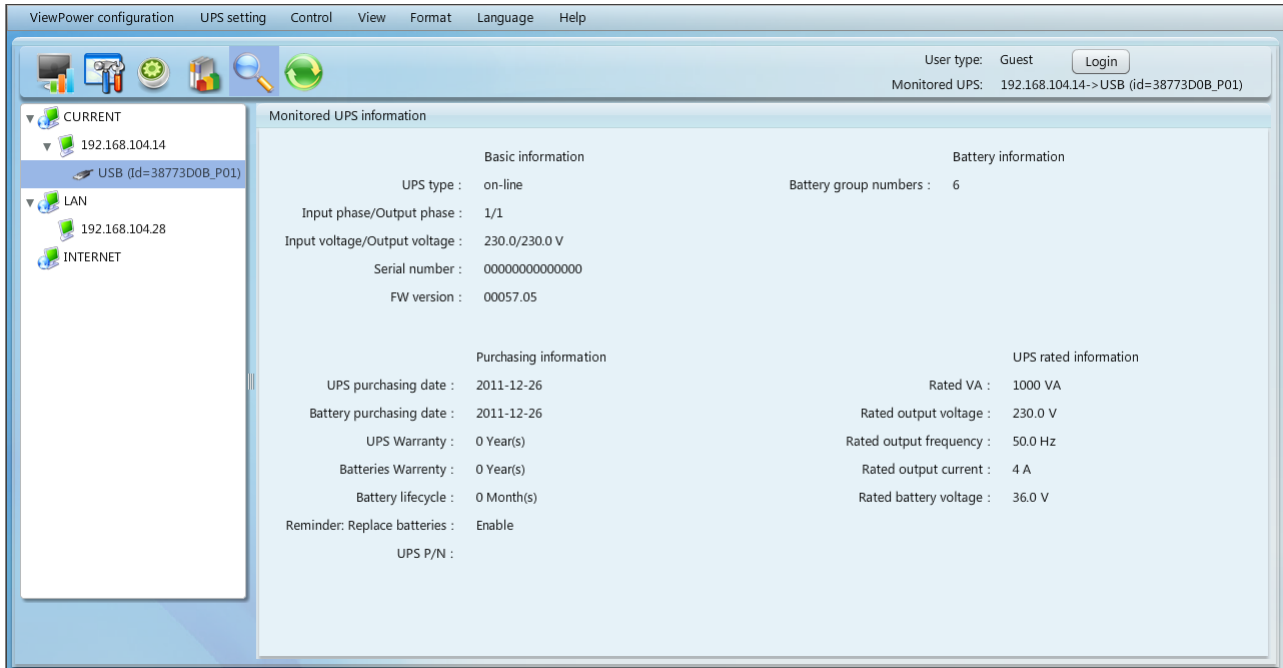 ViewPower configuration UPS setting Control View Format Language Help
User type: Guest Login
Monitored UPS: 192.168.104.14->USB (id=38773D0B_P01)
CURRENT
192.168.104.14
USB (Id=38773D0B_P01)
LAN
192.168.104.28
INTERNET
Monitored UPS information
Basic information
UPS type : on-line
Input phase/Output phase : 1/1
Input voltage/Output voltage : 230.0/230.0 V
Serial number : 00000000000000
FW version : 00057.05
Battery information
Battery group numbers : 6
Purchasing information
UPS purchasing date : 2011-12-26
Battery purchasing date : 2011-12-26
UPS Warranty : 0 Year(s)
Batteries Warrenty : 0 Year(s)
Battery lifecycle : 0 Month(s)
Reminder: Replace batteries : Enable
UPS P/N :
UPS rated information
Rated VA : 1000 VA
Rated output voltage : 230.0 V
Rated output frequency : 50.0 Hz
Rated output current : 4 A
Rated battery voltage : 36.0 V